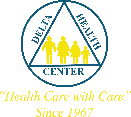 DELTA HEALTH
CENTER
"Health Care with Care"
Since 1967